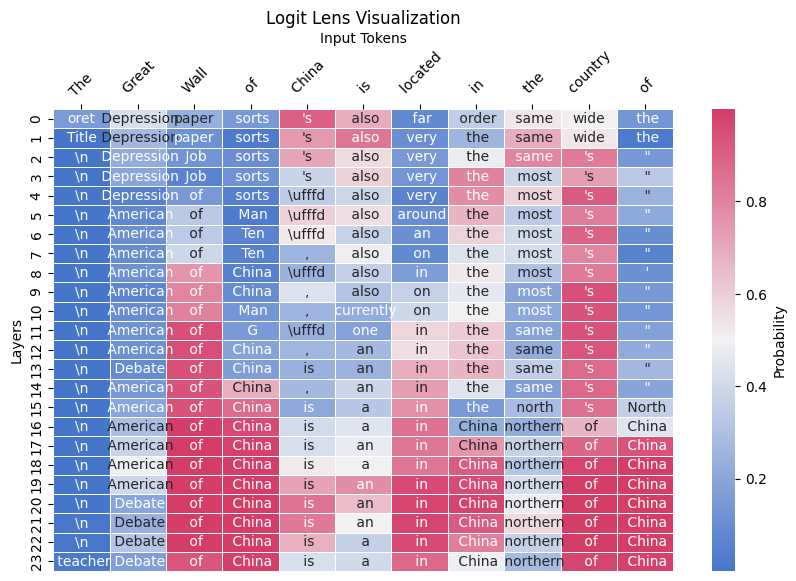 Logit Lens Visualization
Input Tokens
The Great Wall of China is located in the country of
0 oret Depression paper sorts 's also far order same wide the
1 Title Depression paper sorts 's also very the same wide the
2 \n Depression Job sorts 's also very the same 's "
3 \n Depression Job sorts 's also very the most 's "
4 \n Depression of sorts \ufffd also very the most 's "
5 \n American of Man \ufffd also around the most 's "
6 \n American of Ten \ufffd also an the most 's "
7 \n American of Ten , also on the most 's "
8 \n American of China \ufffd also in the most 's '
9 \n American of China , also on the most 's "
10 \n American of Man , currently on the most 's "
11 \n American of G \ufffd one in the same 's "
12 \n American of China , an in the same 's "
13 \n Debate of China is an in the same 's "
14 \n American of China , an in the same 's "
15 \n American of China is a in the north 's North
16 \n American of China is a in China northern of China
17 \n American of China is an in China northern of China
18 \n American of China is a in China northern of China
19 \n American of China is an in China northern of China
20 \n Debate of China is an in China northern of China
21 \n Debate of China is an in China northern of China
22 \n Debate of China is a in China northern of China
23 teacher Debate of China is a in China northern of China
Layers
0.8
0.6
0.4
0.2
Probability